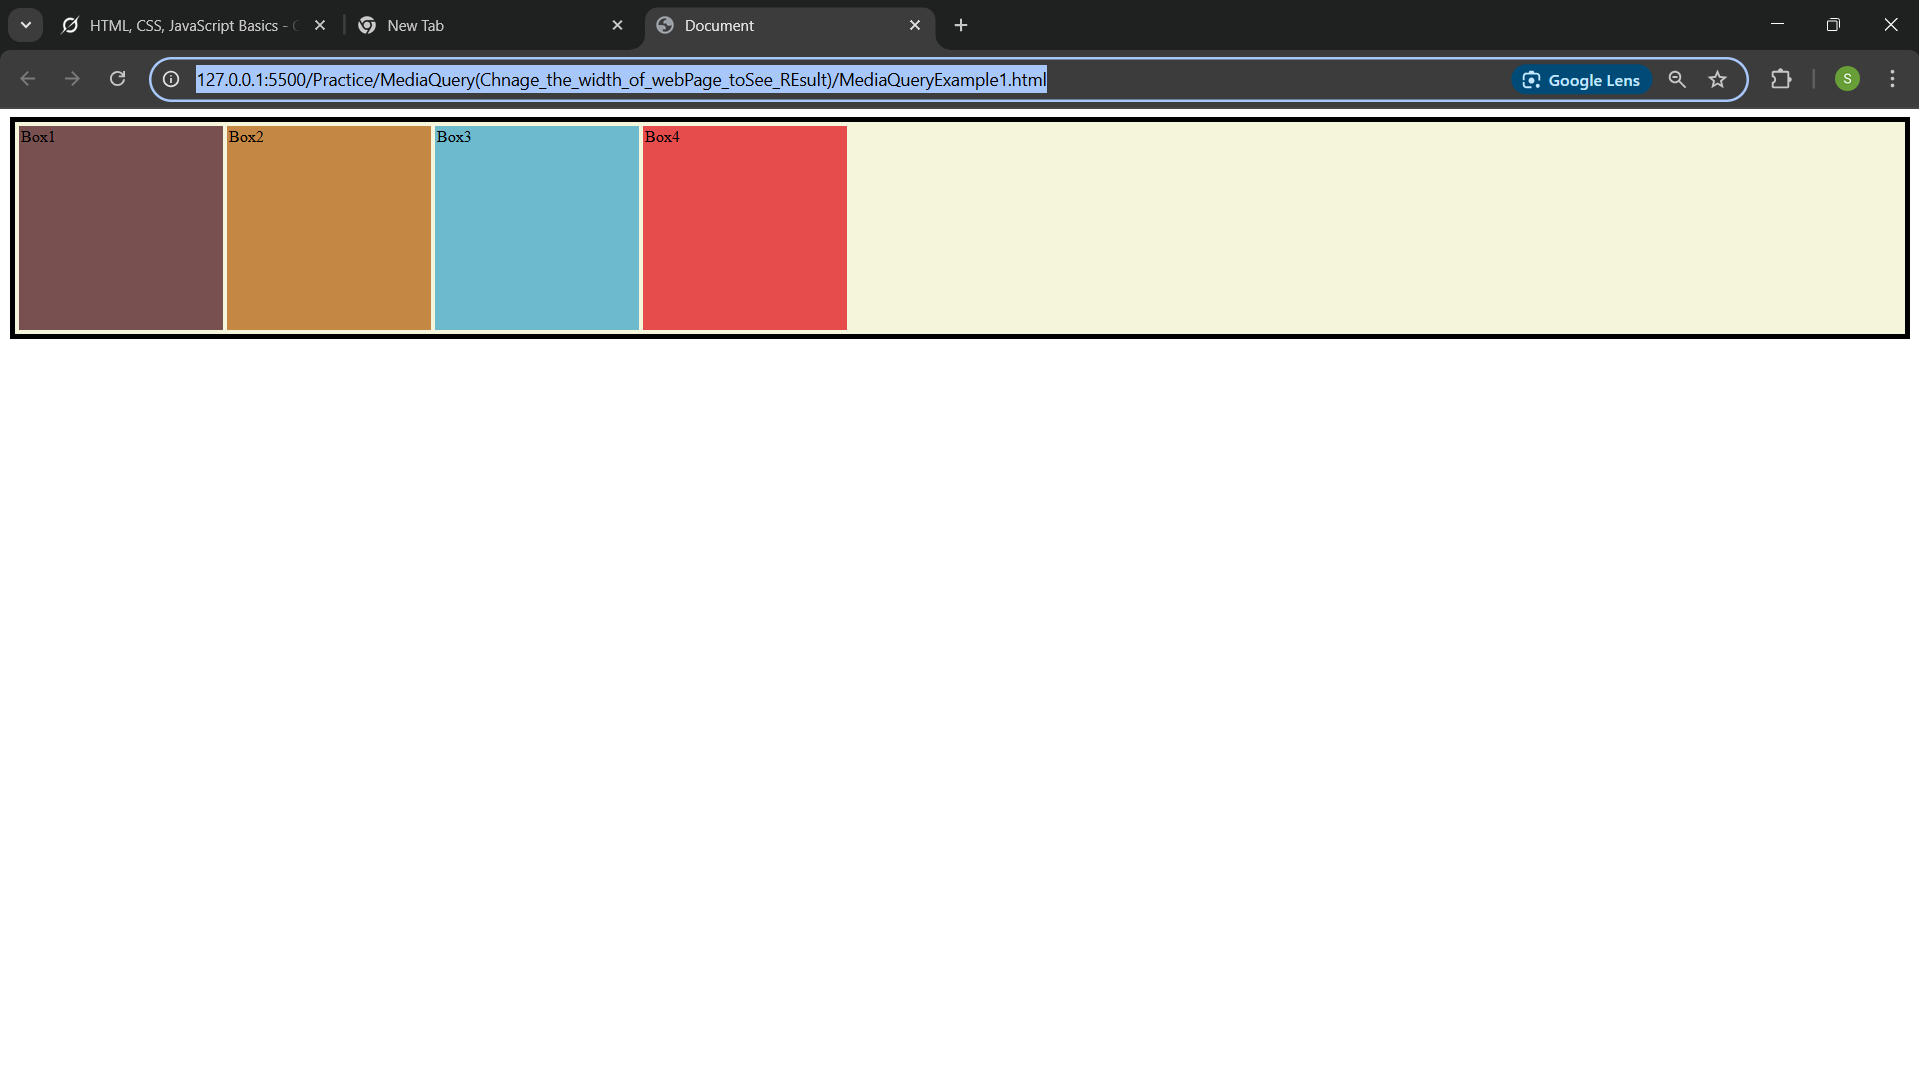 HTML, CSS, JavaScript Basics -
New Tab
Document
127.0.0.1:5500/Practice/MediaQuery(Chnage_the_width_of_webPage_toSee_REsult)/MediaQueryExample1.html
Google Lens
S
Box1
Box2
Box3
Box4